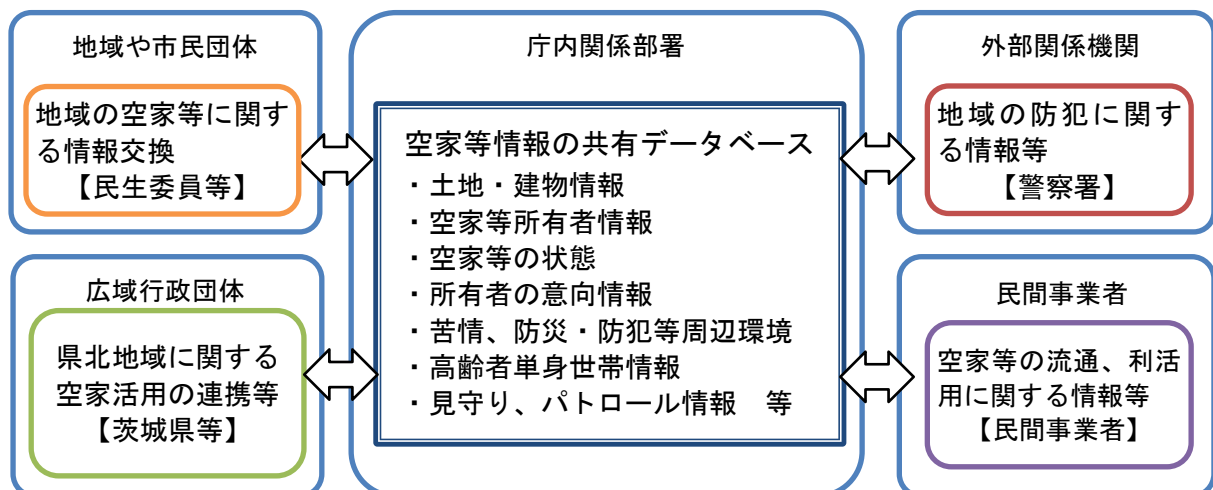 地域や市民団体
地域の空家等に関す
る情報交換
【民生委員等】
広域行政団体
県北地域に関する
空家活用の連携等
【茨城県等】
庁内関係部署
空家等情報の共有データベース
・土地・建物情報
・空家等所有者情報
・空家等の状態
・所有者の意向情報
・苦情、防災・防犯等周辺環境
・高齢者単身世帯情報
・見守り、パトロール情報　等
外部関係機関
地域の防犯に関す
る情報等
【警察署】
民間事業者
空家等の流通、利活
用に関する情報等
【民間事業者】